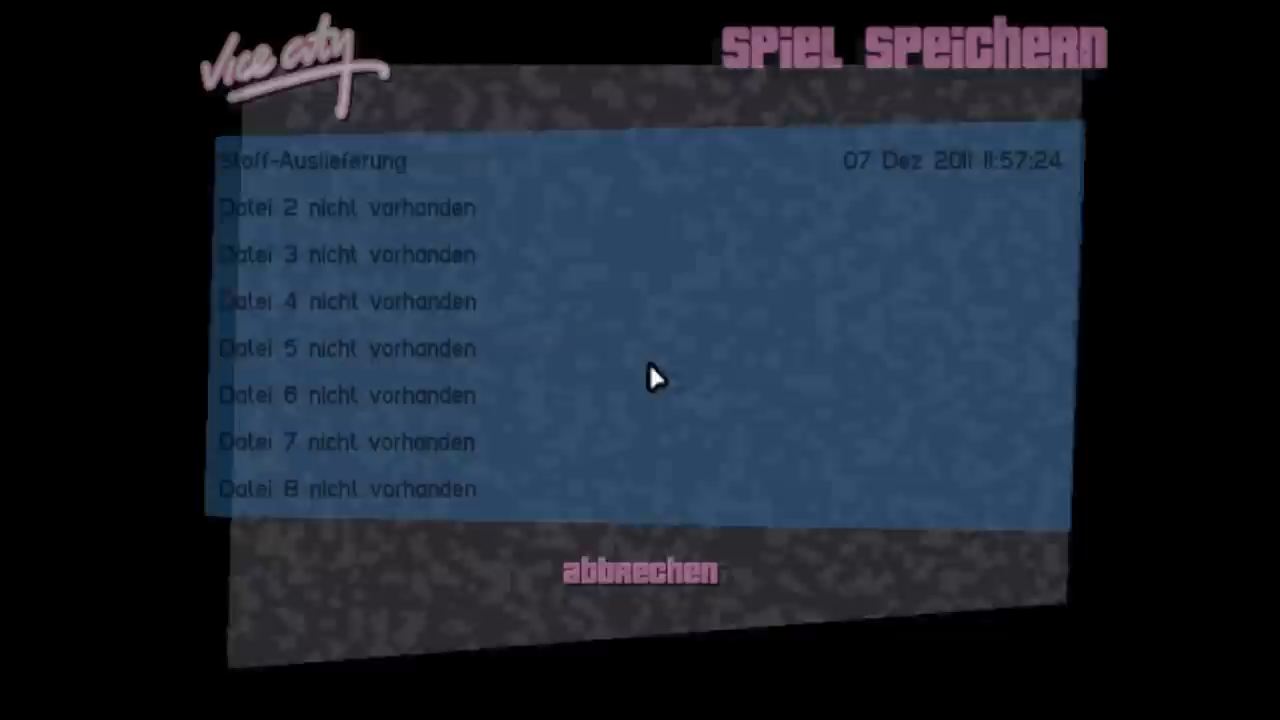 Vice City
SPIEL SPEICHERN
Stoff-Auslieferung 07 Dez 2011 11:57:24
Datei 2 nicht vorhanden
Datei 3 nicht vorhanden
Datei 4 nicht vorhanden
Datei 5 nicht vorhanden
Datei 6 nicht vorhanden
Datei 7 nicht vorhanden
Datei 8 nicht vorhanden
abbrechen